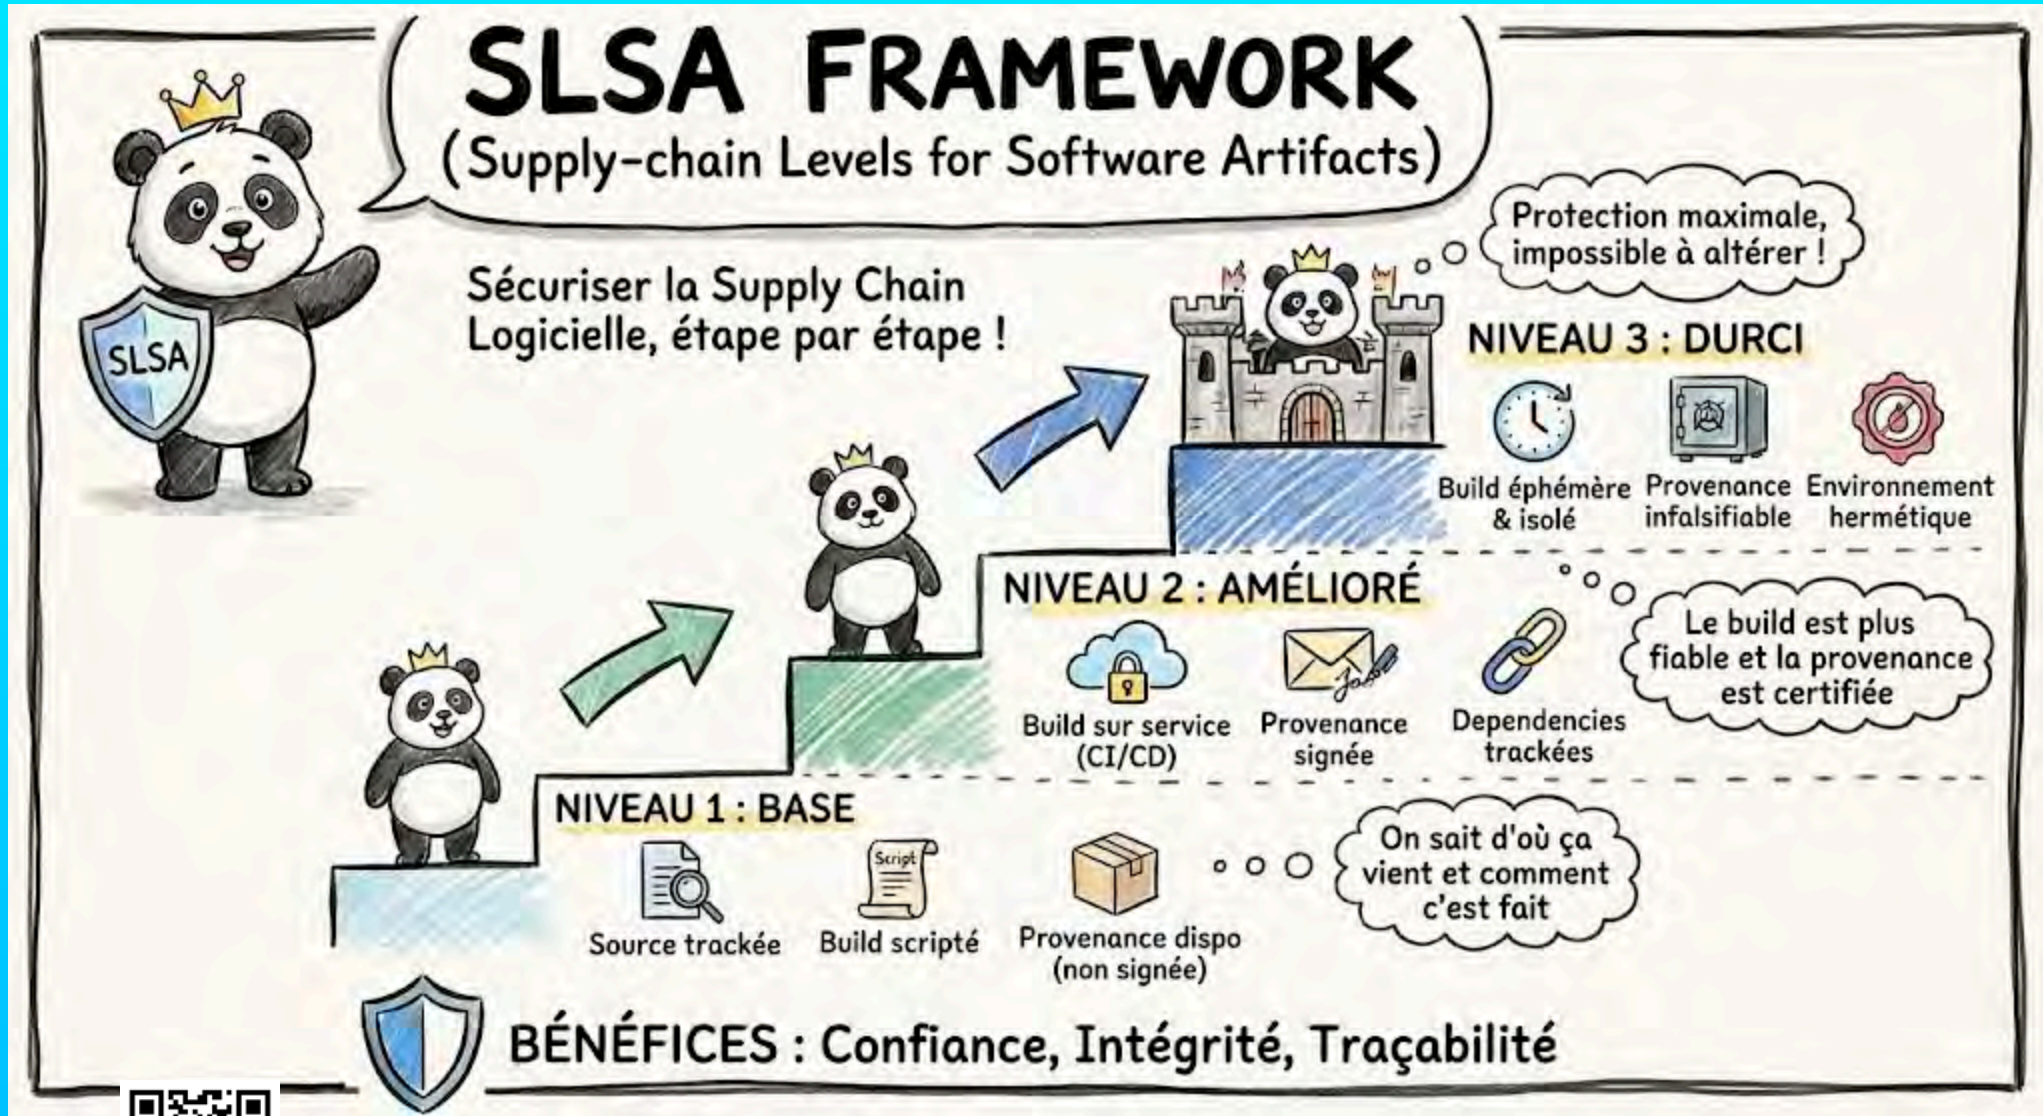 SLSA FRAMEWORK
(Supply-chain Levels for Software Artifacts)
SLSA
Sécuriser la Supply Chain
Logicielle, étape par étape !
Protection maximale,
impossible à altérer !
NIVEAU 3 : DURCI
Build éphémère
& isolé
Provenance
infalsifiable
Environnement
hermétique
NIVEAU 2 : AMÉLIORÉ
Build sur service
(CI/CD)
Provenance
signée
Dependencies
trackées
Le build est plus
fiable et la provenance
est certifiée
NIVEAU 1 : BASE
Source trackée
Script
Build scripté
Provenance dispo
(non signée)
On sait d'où ça
vient et comment
c'est fait
BÉNÉFICES : Confiance, Intégrité, Traçabilité